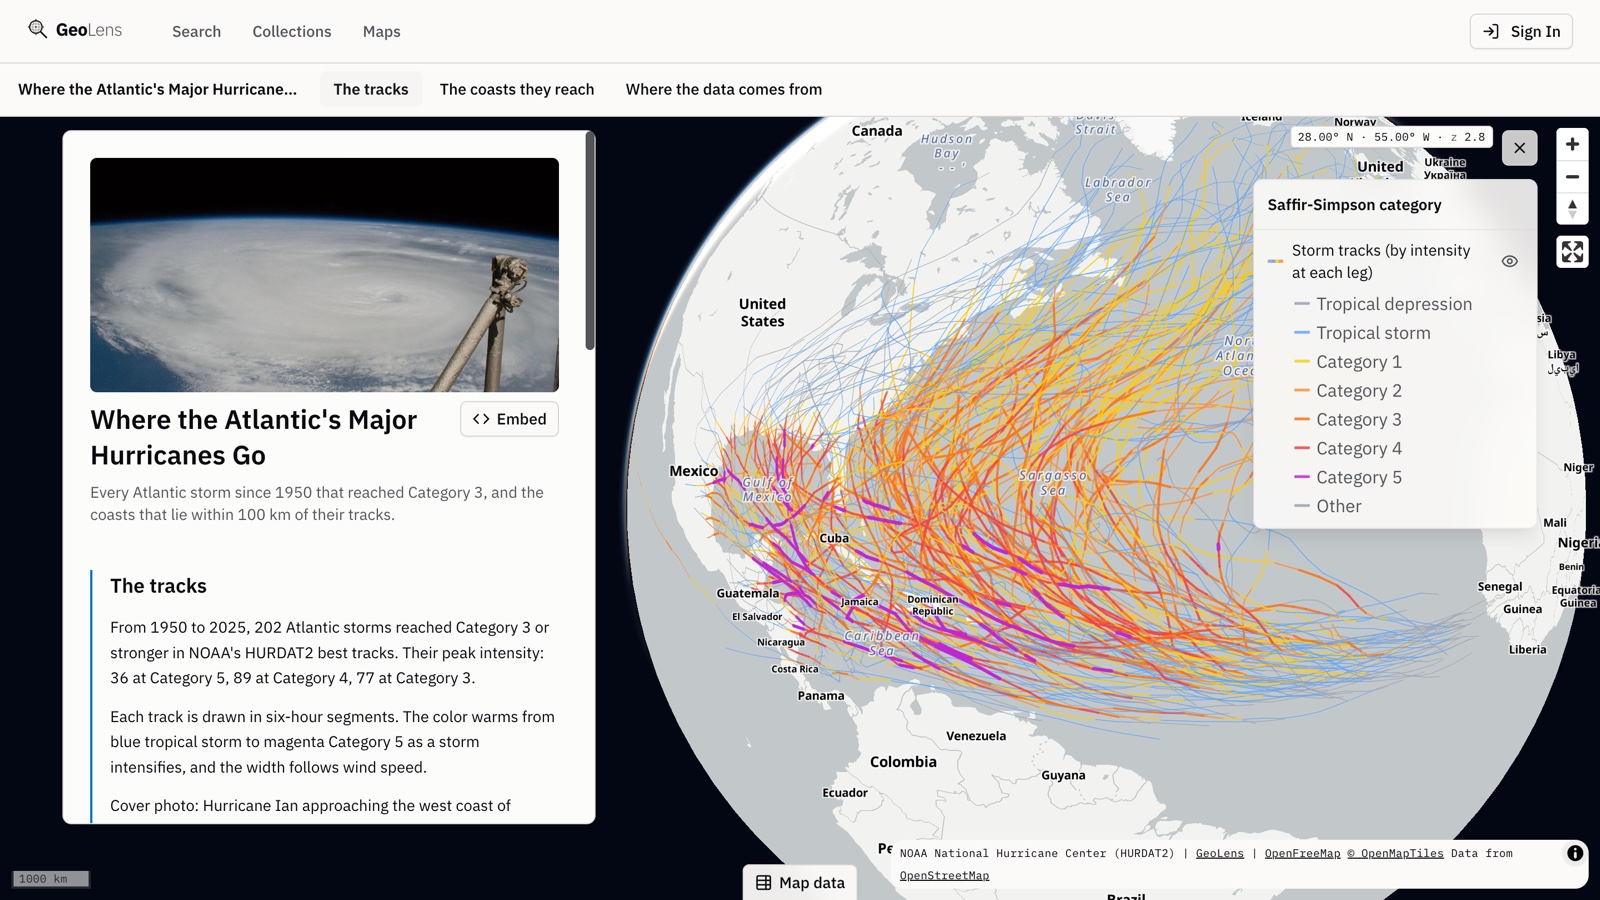 GeoLens
Search
Collections
Maps
Sign In
Where the Atlantic's Major Hurricane...
The tracks
The coasts they reach
Where the data comes from
Where the Atlantic's Major
Hurricanes Go
Embed
Every Atlantic storm since 1950 that reached Category 3, and the
coasts that lie within 100 km of their tracks.
The tracks
From 1950 to 2025, 202 Atlantic storms reached Category 3 or
stronger in NOAA's HURDAT2 best tracks. Their peak intensity:
36 at Category 5, 89 at Category 4, 77 at Category 3.
Each track is drawn in six-hour segments. The color warms from
blue tropical storm to magenta Category 5 as a storm
intensifies, and the width follows wind speed.
Cover photo: Hurricane Ian approaching the west coast of
1000 km
Canada
Hudson
Bay
Strait
Labrador
Sea
Norway
28.00° N · 55.00° W · z 2.8
United
Ukraine
Україна
United
States
Saffir-Simpson category
Storm tracks (by intensity
at each leg)
Tropical depression
Tropical storm
Category 1
Category 2
Category 3
Category 4
Category 5
Other
Libya
Mexico
Gulf of
Mexico
Sargasso
Sea
Niger
Cuba
Mali
Guatemala
Jamaica
Dominican
Republic
El Salvador
Nicaragua
Caribbean
Sea
Costa Rica
Panama
Benin
Senegal
Guinea
Guinea
Liberia
Venezuela
Colombia
Guyana
Ecuador
Map data
NOAA National Hurricane Center (HURDAT2) | GeoLens | OpenFreeMap © OpenMapTiles Data from
OpenStreetMap